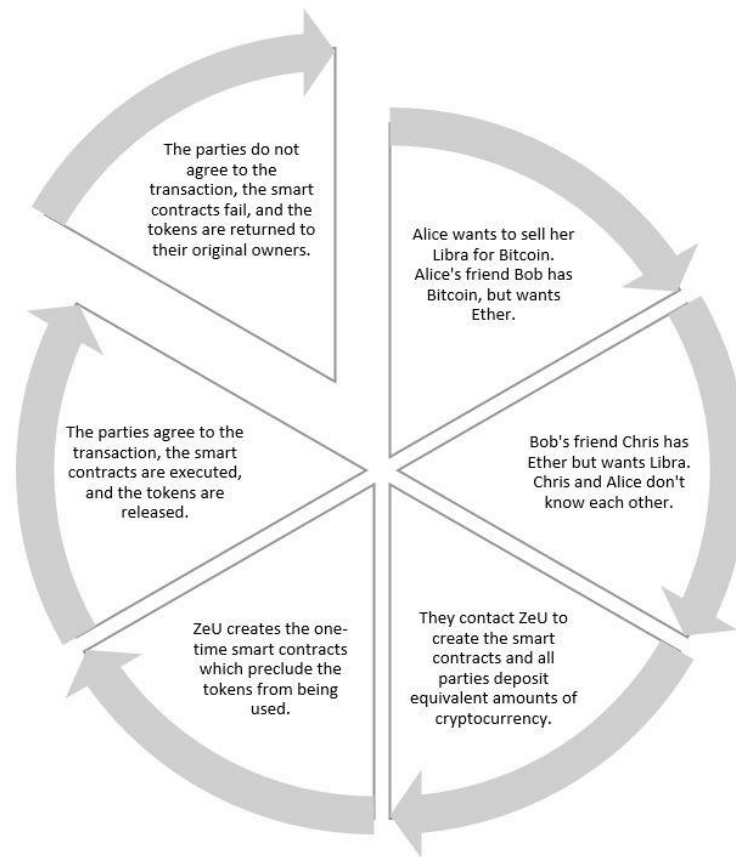 Alice wants to sell her
Libra for Bitcoin.
Alice's friend Bob has
Bitcoin, but wants
Ether.
Bob's friend Chris has
Ether but wants Libra.
Chris and Alice don't
know each other.
They contact ZeU to
create the smart
contracts and all
parties deposit
equivalent amounts of
cryptocurrency.
ZeU creates the one-
time smart contracts
which preclude the
tokens from being
used.
The parties agree to the
transaction, the smart
contracts are executed,
and the tokens are
released.
The parties do not
agree to the
transaction, the smart
contracts fail, and the
tokens are returned to
their original owners.